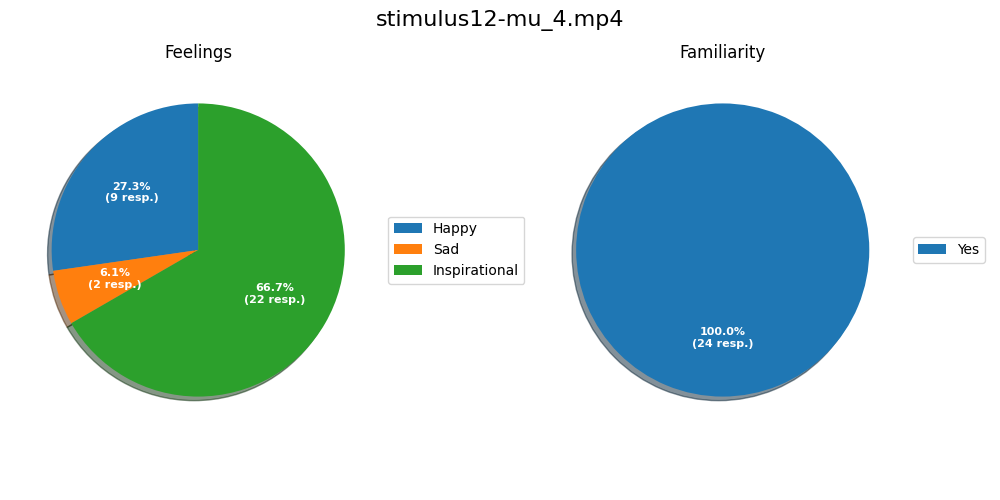 stimulus12-mu_4.mp4
Feelings
27.3%
(9 resp.)
6.1%
(2 resp.)
66.7%
(22 resp.)
Happy
Sad
Inspirational
Familiarity
100.0%
(24 resp.)
Yes